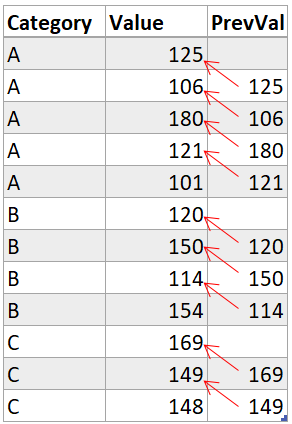 Category Value PrevVal
A 125
A 106 125
A 180 106
A 121 180
A 101 121
B 120
B 150 120
B 114 150
B 154 114
C 169
C 149 169
C 148 149